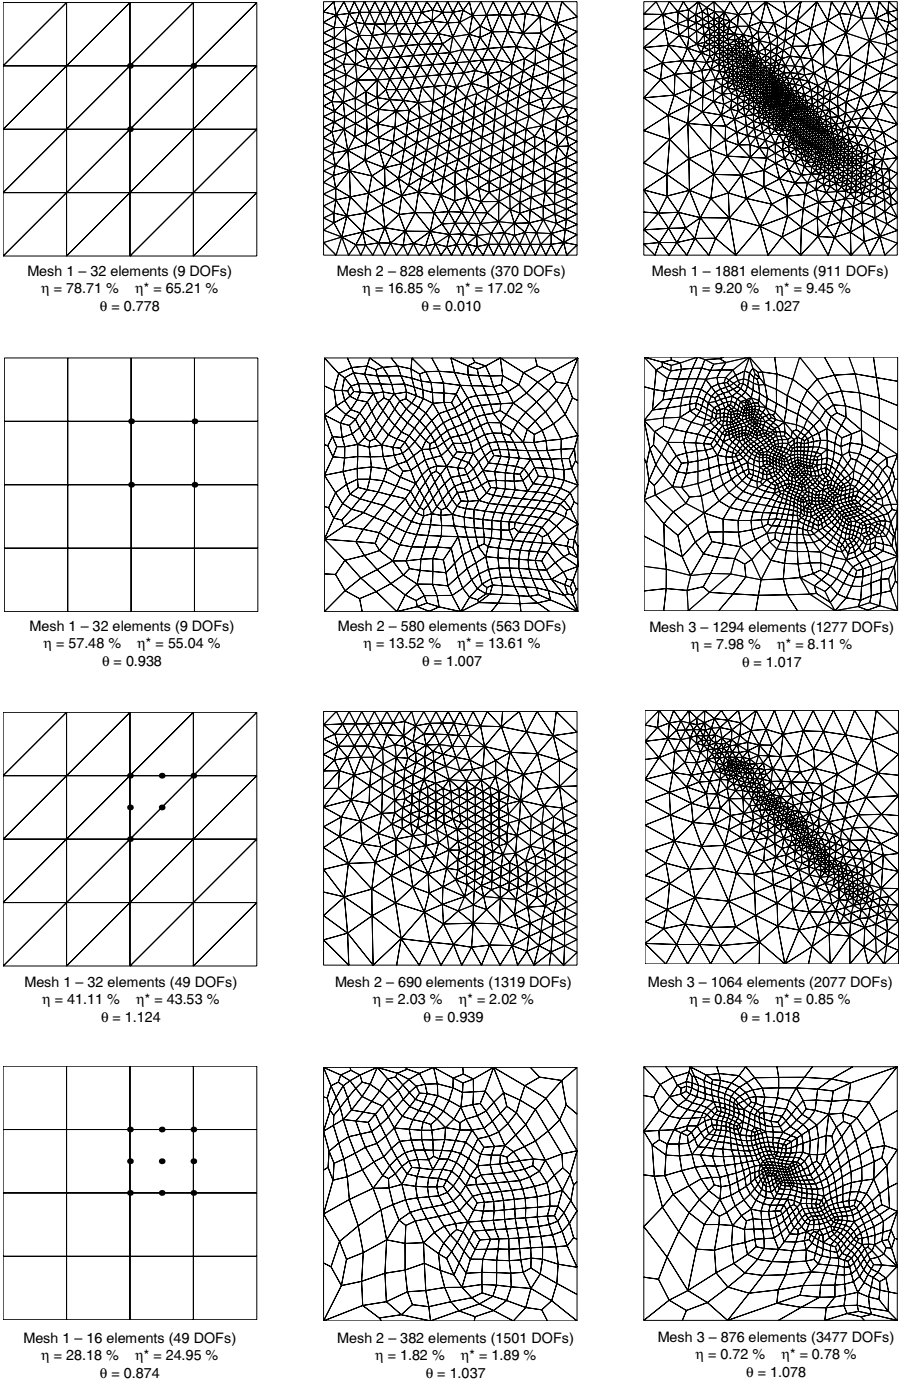 Mesh 1 – 32 elements (9 DOFs)
η = 78.71 % η* = 65.21 %
θ = 0.778
Mesh 2 – 828 elements (370 DOFs)
η = 16.85 % η* = 17.02 %
θ = 0.010
Mesh 1 – 1881 elements (911 DOFs)
η = 9.20 % η* = 9.45 %
θ = 1.027
Mesh 1 – 32 elements (9 DOFs)
η = 57.48 % η* = 55.04 %
θ = 0.938
Mesh 2 – 580 elements (563 DOFs)
η = 13.52 % η* = 13.61 %
θ = 1.007
Mesh 3 – 1294 elements (1277 DOFs)
η = 7.98 % η* = 8.11 %
θ = 1.017
Mesh 1 – 32 elements (49 DOFs)
η = 41.11 % η* = 43.53 %
θ = 1.124
Mesh 2 – 690 elements (1319 DOFs)
η = 2.03 % η* = 2.02 %
θ = 0.939
Mesh 3 – 1064 elements (2077 DOFs)
η = 0.84 % η* = 0.85 %
θ = 1.018
Mesh 1 – 16 elements (49 DOFs)
η = 28.18 % η* = 24.95 %
θ = 0.874
Mesh 2 – 382 elements (1501 DOFs)
η = 1.82 % η* = 1.89 %
θ = 1.037
Mesh 3 – 876 elements (3477 DOFs)
η = 0.72 % η* = 0.78 %
θ = 1.078